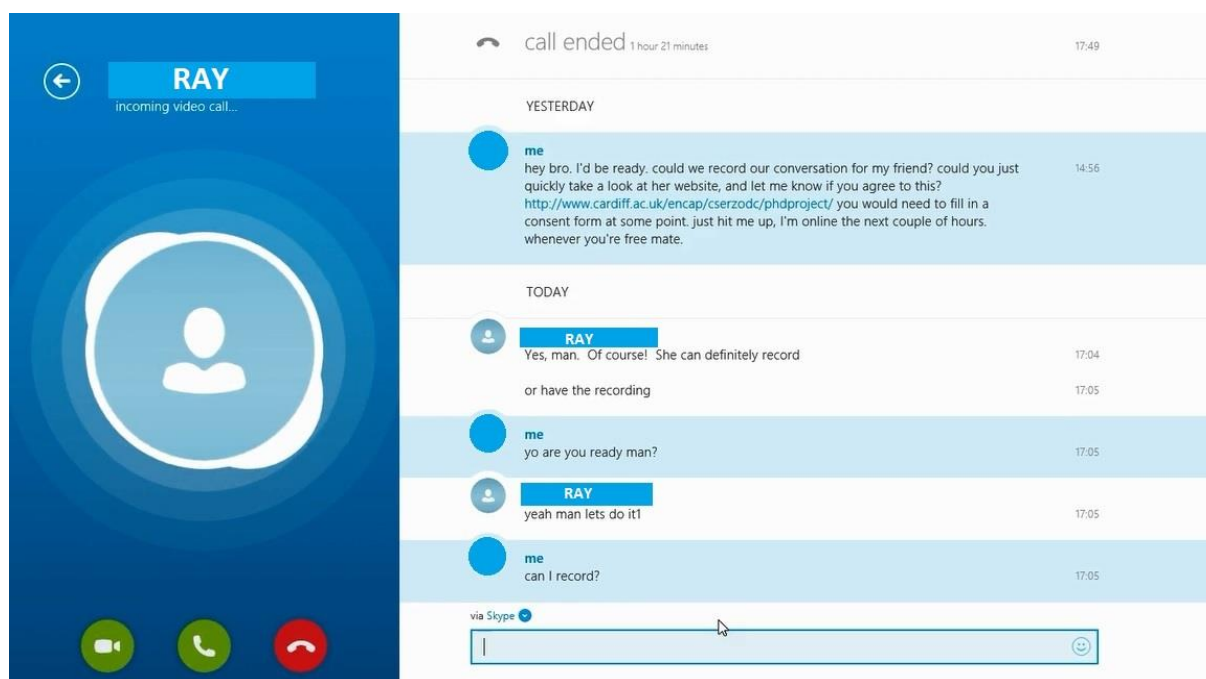 RAY
incoming video call...
call ended 1 hour 21 minutes 17:49
YESTERDAY
me
hey bro. I'd be ready. could we record our conversation for my friend? could you just 14:56
quickly take a look at her website, and let me know if you agree to this?
http://www.cardiff.ac.uk/encap/cserzodc/phdproject/ you would need to fill in a
consent form at some point. just hit me up, I'm online the next couple of hours.
whenever you're free mate.
TODAY
RAY
Yes, man. Of course! She can definitely record 17:04
or have the recording 17:05
me
yo are you ready man? 17:05
RAY
yeah man lets do it1 17:05
me
can I record? 17:05
via Skype